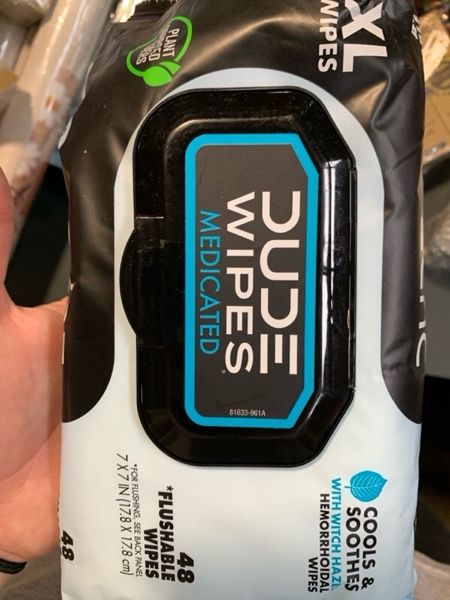 XL
WIPES
PLANT
BASED
DUDE
WIPES
MEDICATED
81633-961A
COOLS &
SOOTHES
WITH WITCH HAZE
HEMORRHOIDAL
WIPES
48
*FLUSHABLE
WIPES
*FOR FLUSHING, SEE BACK PANEL
7 X 7 IN (17.8 X 17.8 cm)
48